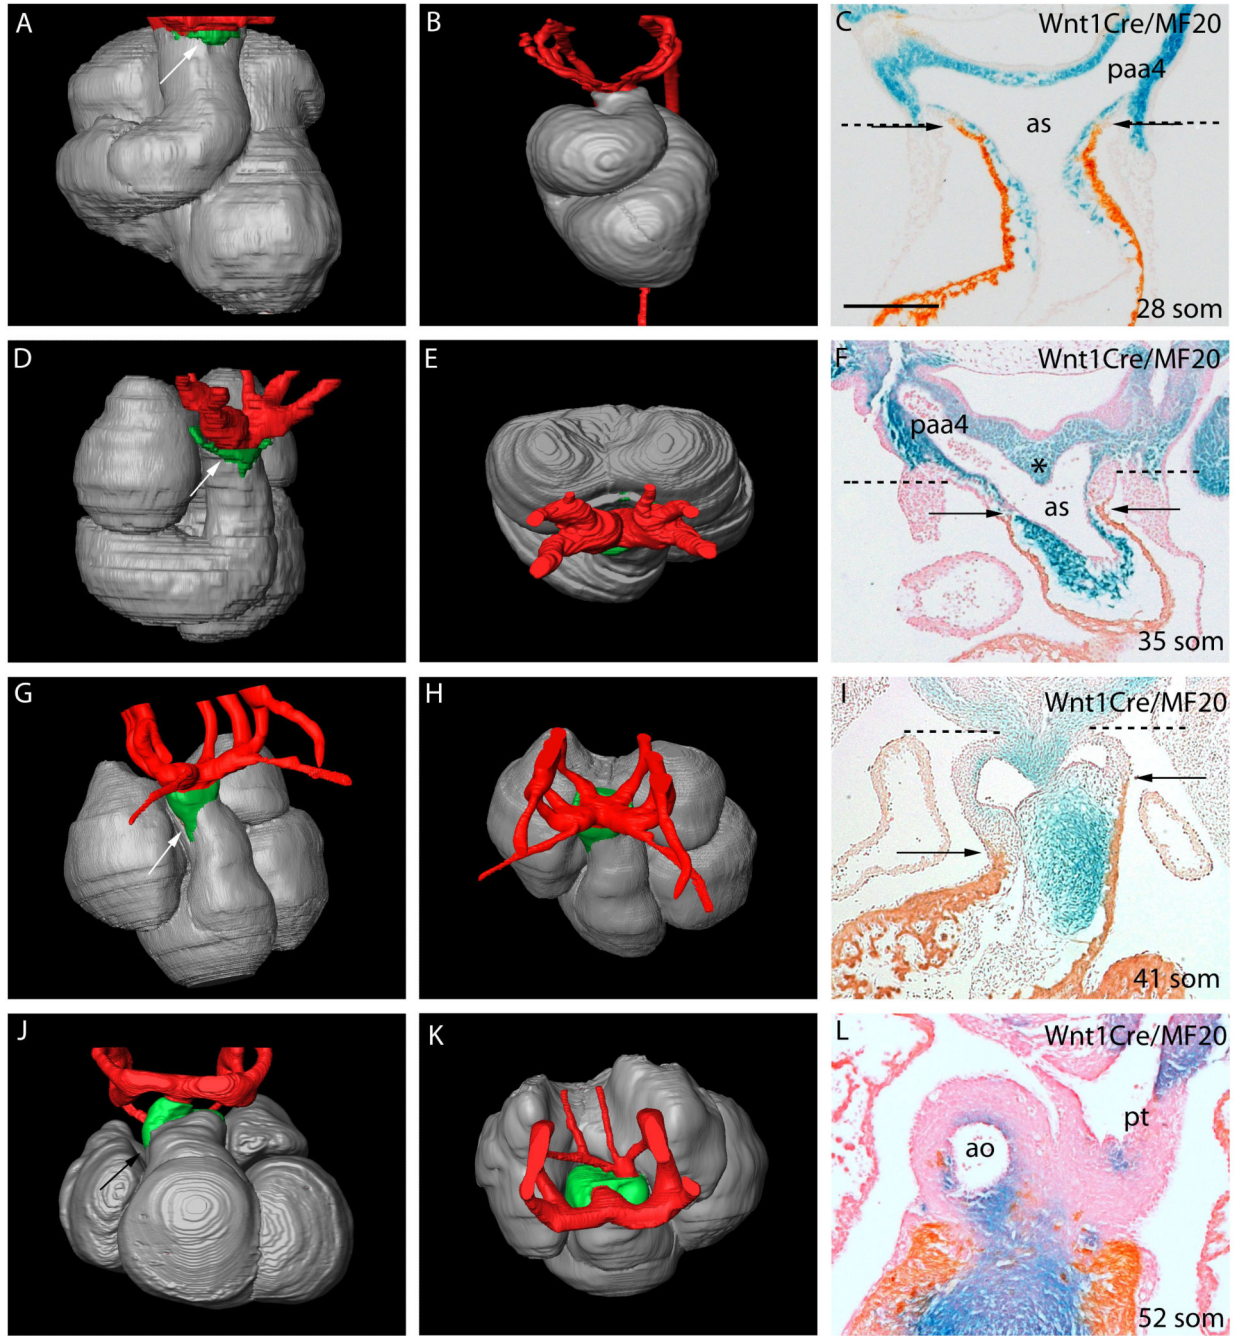 A
B
C
Wnt1Cre/MF20
paa4
as
28 som
D
E
F
Wnt1Cre/MF20
paa4
*
as
35 som
G
H
I
Wnt1Cre/MF20
41 som
J
K
L
Wnt1Cre/MF20
pt
ao
52 som